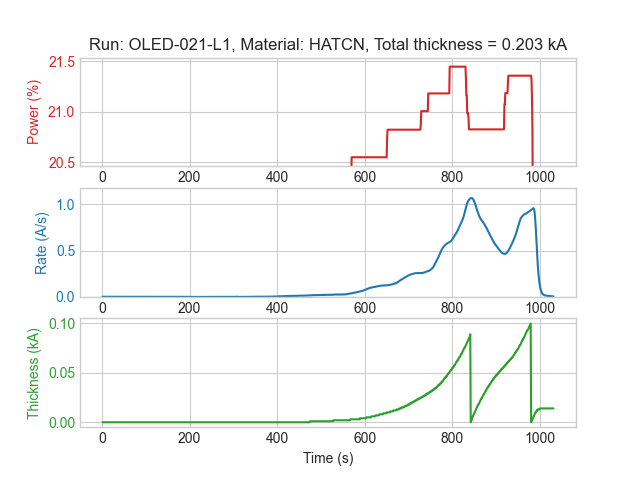 Run: OLED-021-L1, Material: HATCN, Total thickness = 0.203 kA
21.5
21.0
20.5
Power (%)
0 200 400 600 800 1000
1.0
0.5
0.0
Rate (A/s)
0 200 400 600 800 1000
0.10
0.05
0.00
Thickness (kA)
0 200 400 600 800 1000
Time (s)